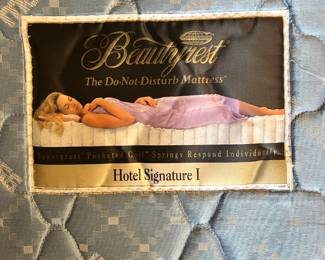 Beautyrest
The Do-Not-Disturb Mattress
Beautyrest Pocketed Coil Springs Respond Individually.
Hotel Signature I